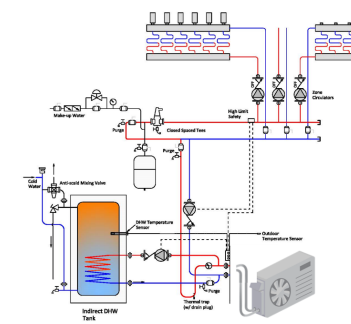 High Limit
Safety
Zone
Circulators
Make-up Water
Purge
Closed Spaced Tees
Purge
Cold
Water
Anti-scald Mixing Valve
DHW Temperature
Sensor
Outdoor
Temperature Sensor
Purge
Thermal trap
(w/ drain plug)
Indirect DHW
Tank